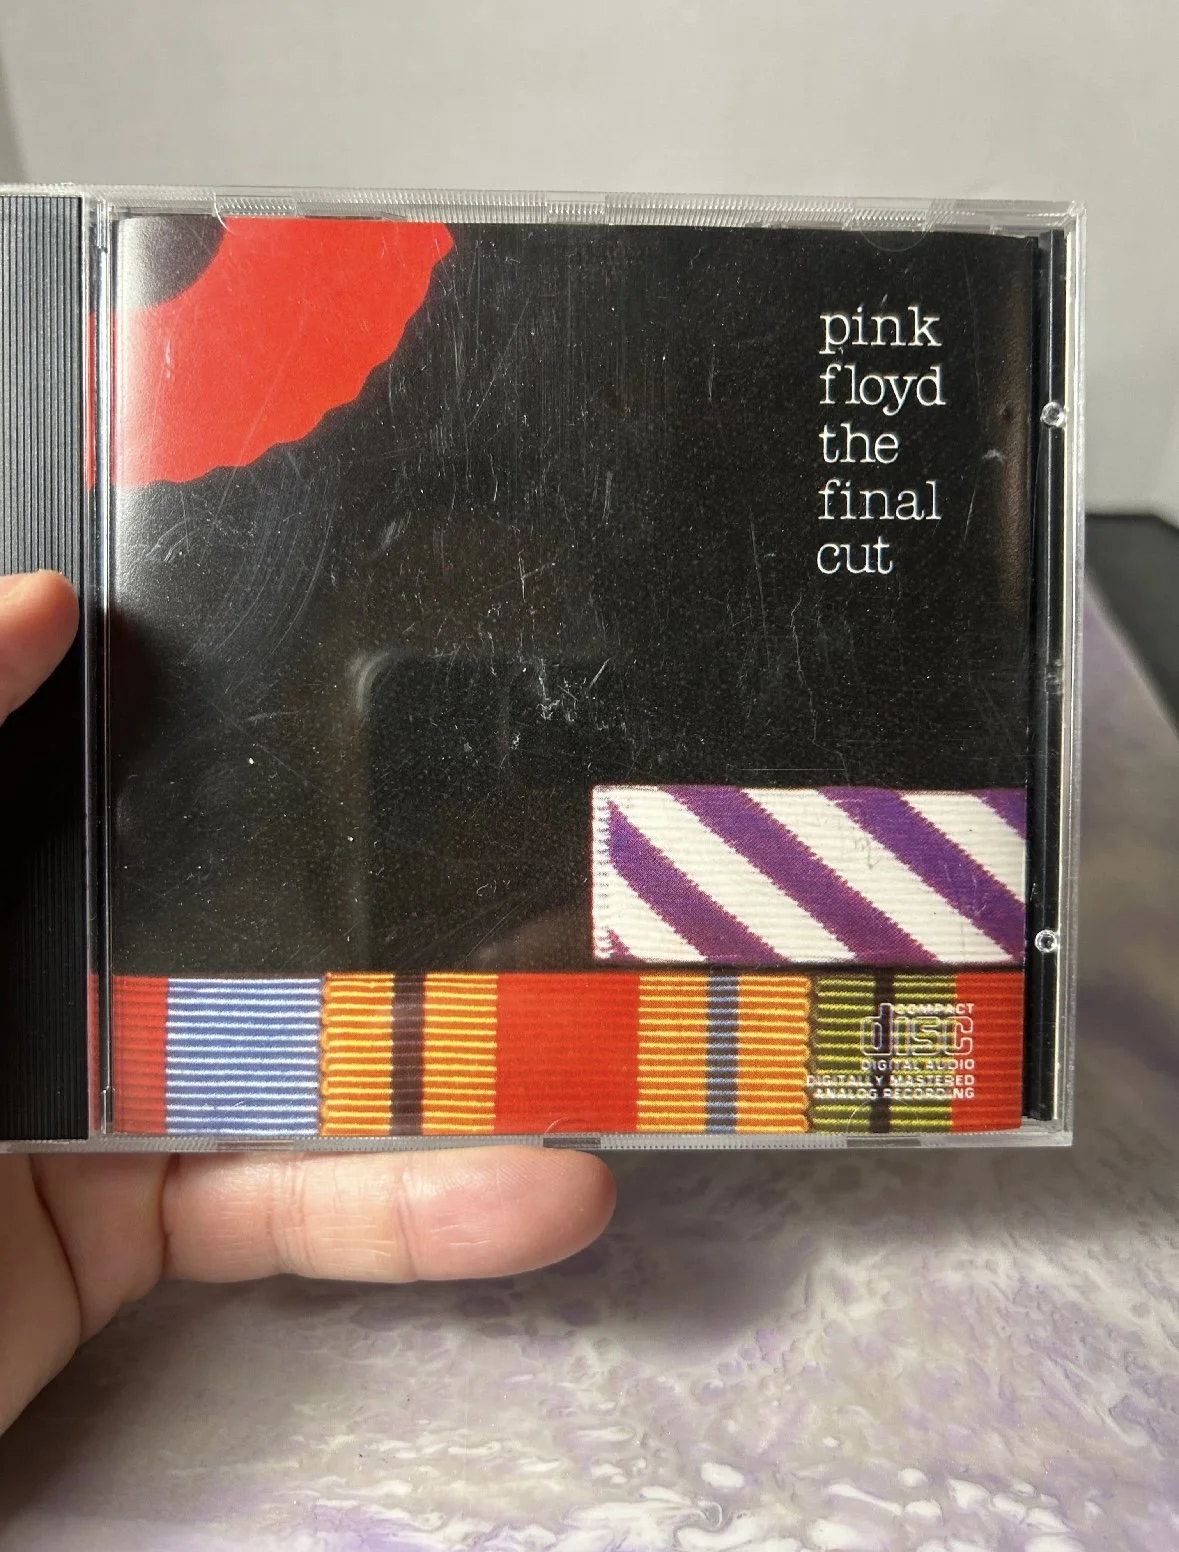 pink
floyd
the
final
cut
COMPACT
disc
DIGITAL AUDIO
DIGITALLY MASTERED
ANALOG RECORDING